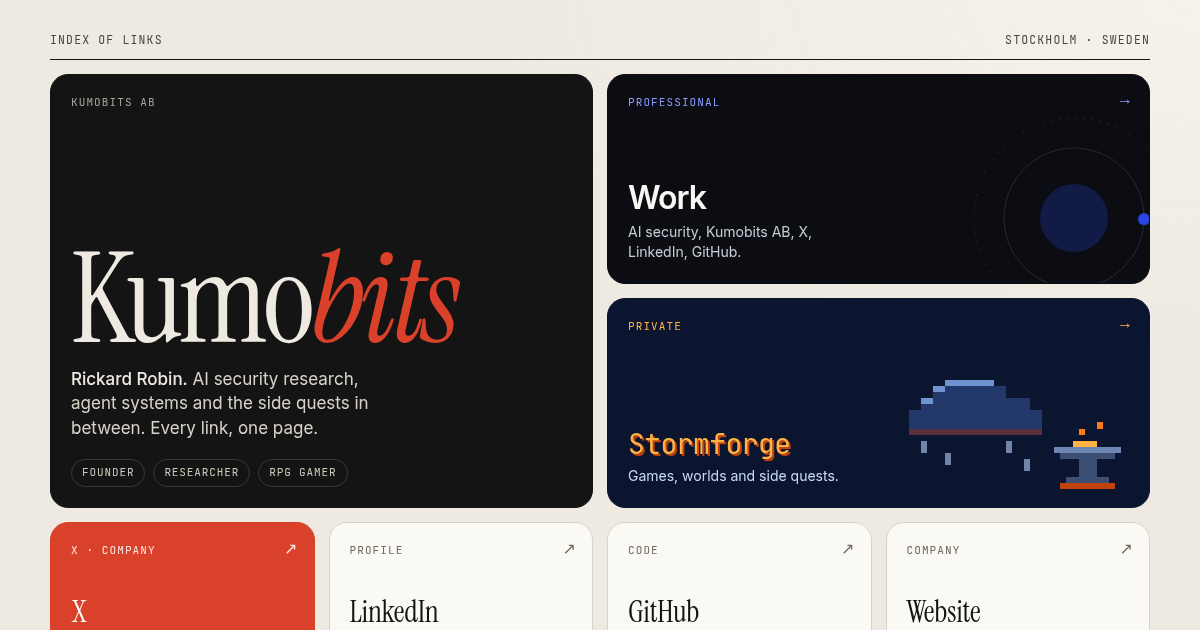 INDEX OF LINKS
STOCKHOLM · SWEDEN
KUMOBITS AB
Kumobits
Rickard Robin. AI security research,
agent systems and the side quests in
between. Every link, one page.
FOUNDER
RESEARCHER
RPG GAMER
PROFESSIONAL →
Work
AI security, Kumobits AB, X,
LinkedIn, GitHub.
PRIVATE →
Stormforge
Games, worlds and side quests.
X · COMPANY ↗
X
PROFILE ↗
LinkedIn
CODE ↗
GitHub
COMPANY ↗
Website